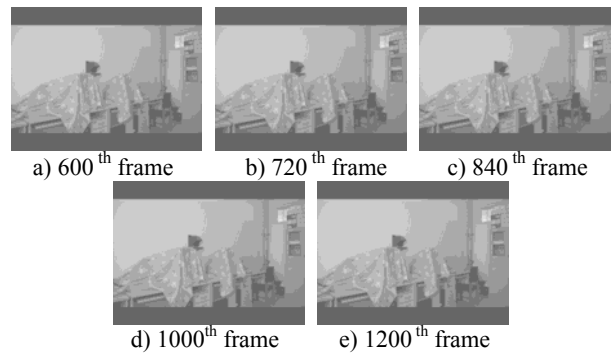 a) 600 th frame
b) 720 th frame
c) 840 th frame
d) 1000th frame
e) 1200 th frame